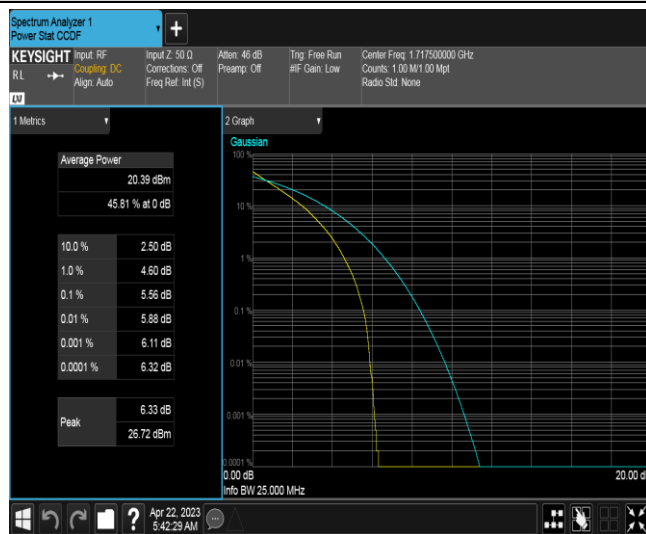 Spectrum Analyzer 1
Power Stat CCDF
+
KEYSIGHT
RL
LXI
Input: RF
Coupling: DC
Align: Auto
Input Z: 50 Ω
Corrections: Off
Freq Ref: Int (S)
Atten: 46 dB
Preamp: Off
Trig: Free Run
#IF Gain: Low
Center Freq: 1.717500000 GHz
Counts: 1.00 M/1.00 Mpt
Radio Std: None
1 Metrics
Average Power
20.39 dBm
45.81 % at 0 dB
10.0 % 2.50 dB
1.0 % 4.60 dB
0.1 % 5.56 dB
0.01 % 5.88 dB
0.001 % 6.11 dB
0.0001 % 6.32 dB
Peak
6.33 dB
26.72 dBm
2 Graph
Gaussian
100 %
10 %
1 %
0.1 %
0.01 %
0.001 %
0.0001 %
0.00 dB
20.00 d
Info BW 25.000 MHz
?
Apr 22, 2023
5:42:29 AM